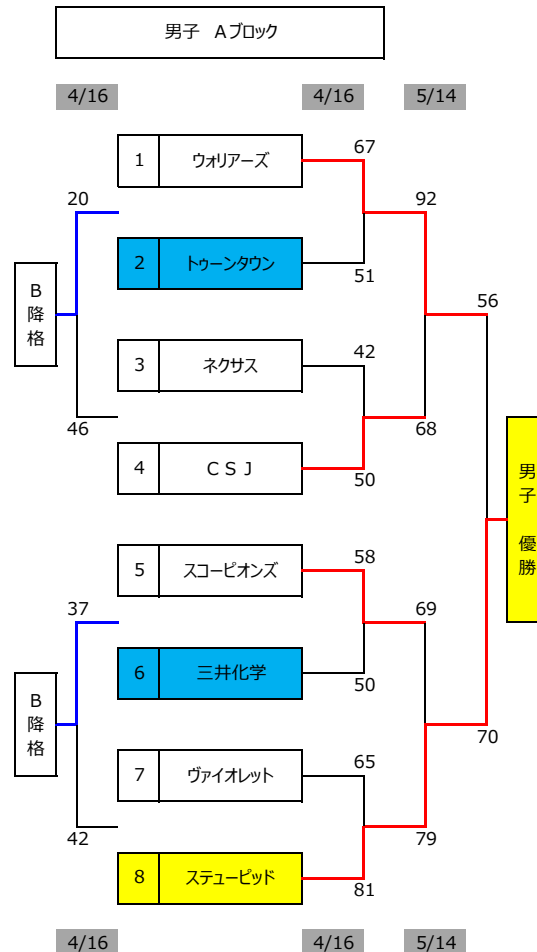 男子 Aブロック
4/16 4/16 5/14
67
1 ウォリアーズ
20 92
2 トゥーンタウン
51
B降格
56
42
3 ネクサス
46 68
4 CSJ
50
男子 優勝
58
5 スコーピオンズ
37 69
6 三井化学
50
B降格
70
65
7 ヴァイオレット
42 79
8 ステューピッド
81
4/16 4/16 5/14